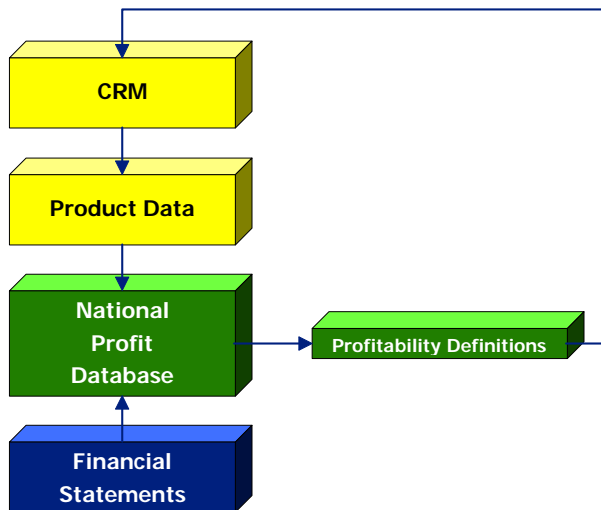 CRM
Product Data
National
Profit
Database
Profitability Definitions
Financial
Statements